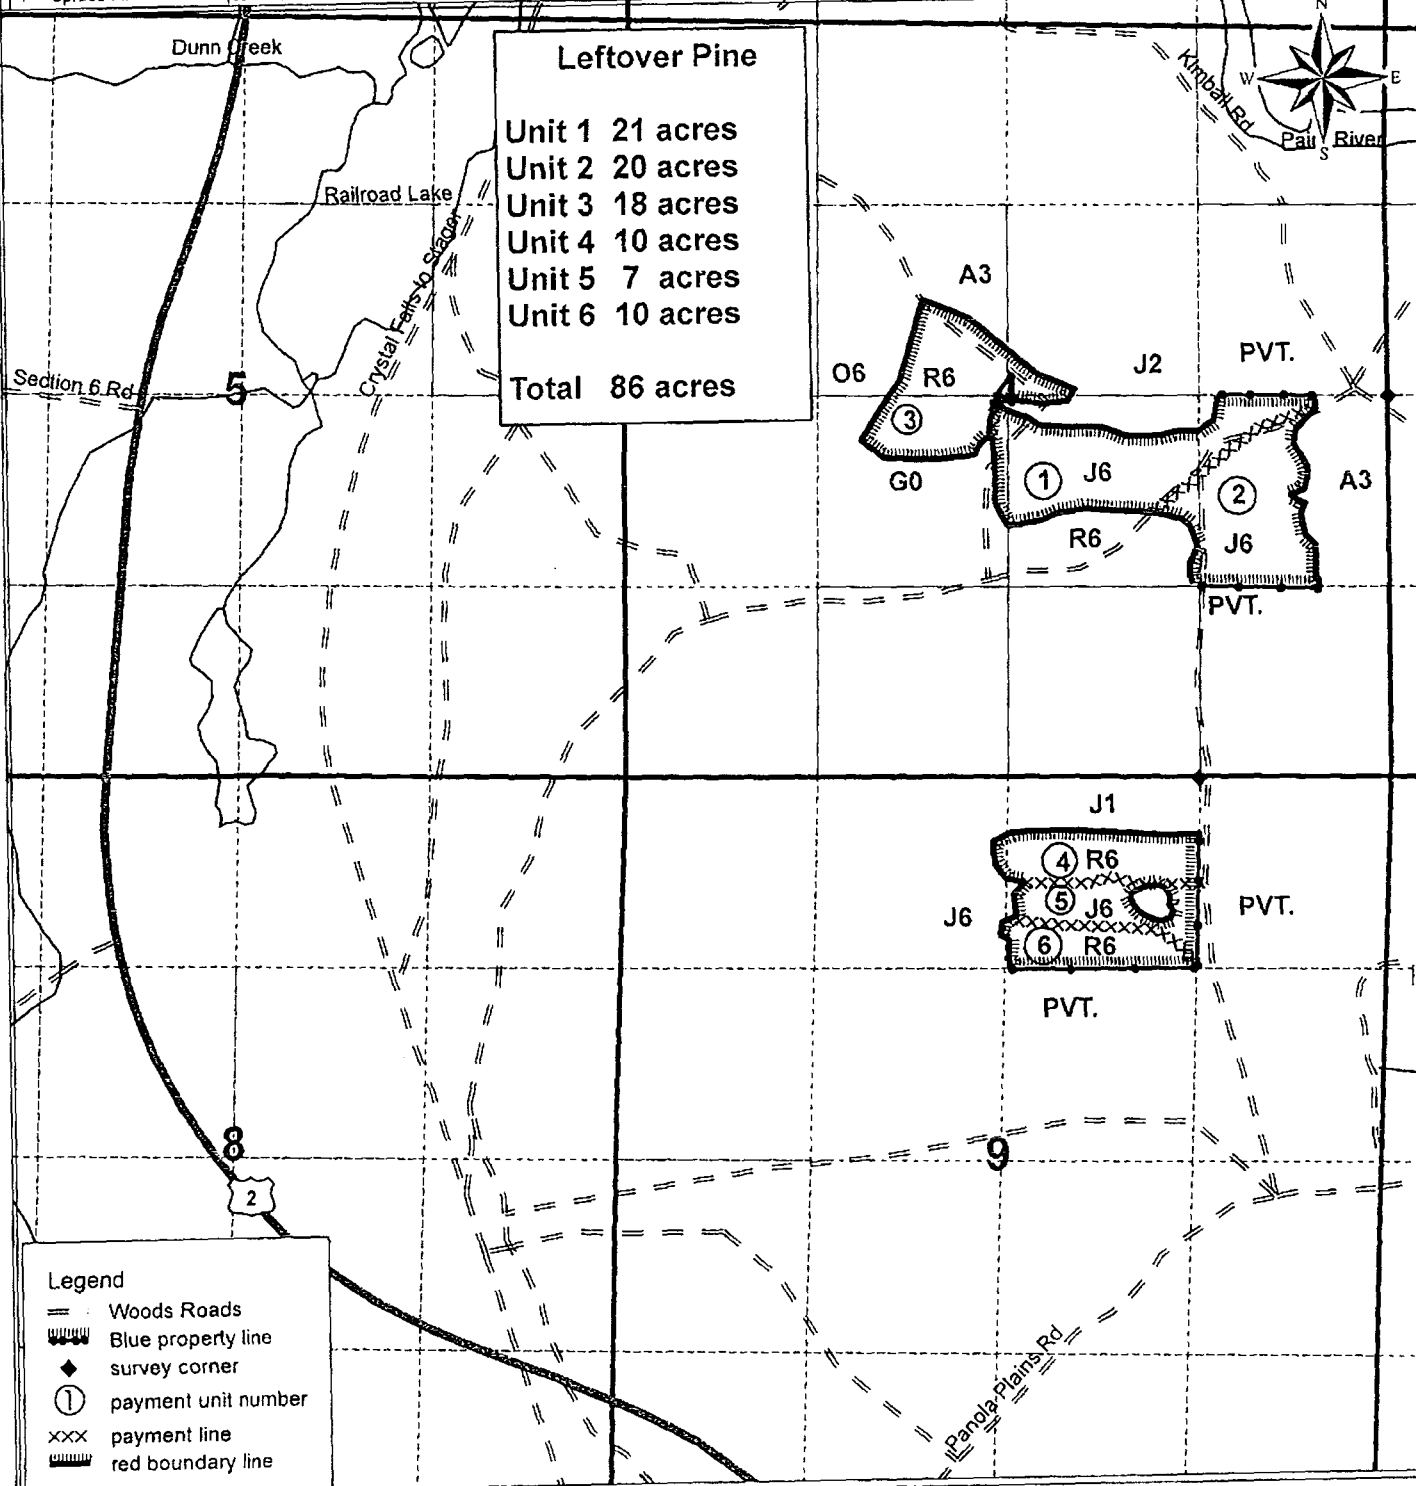 Dunn Creek
Leftover Pine
Unit 1 21 acres
Unit 2 20 acres
Unit 3 18 acres
Unit 4 10 acres
Unit 5 7 acres
Unit 6 10 acres
Total 86 acres
N
W
E
S
Kimball Rd
River
Railroad Lake
Crystal Falls to Stager
Section 6 Rd
5
A3
O6
R6
3
G0
4
J2
PVT.
1 J6
R6
2
J6
A3
PVT.
J1
4 R6
5 J6
6 R6
J6
PVT.
PVT.
8
9
2
Panola Plains Rd
Legend
Woods Roads
Blue property line
survey corner
1 payment unit number
xxx payment line
red boundary line